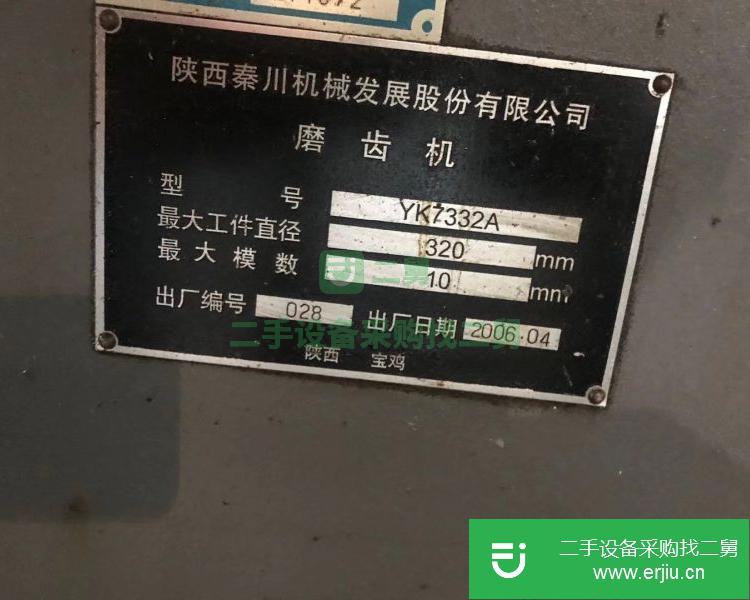 陕西秦川机械发展股份有限公司
磨齿机
型号 YK7332A
最大工件直径 320 mm
最大模数 10 mm
出厂编号 028 出厂日期 2006.04
陕西 宝鸡
二舅
二手设备采购找二舅
二手设备采购找二舅
www.erjiu.cn